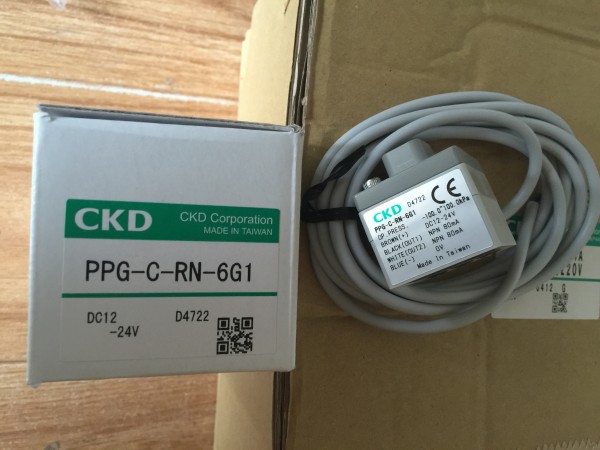 CKD
CKD Corporation
MADE IN TAIWAN
PPG-C-RN-6G1
DC12
-24V
D4722
CKD D4722
CE
PPG-C-RN-6G1
OP.PRESS. -100.0~100.0kPa
BROWN(+) DC12-24V
BLACK(OUT1) NPN 80mA
WHITE(OUT2) NPN 80mA
BLUE(-) 0V
Made In Taiwan